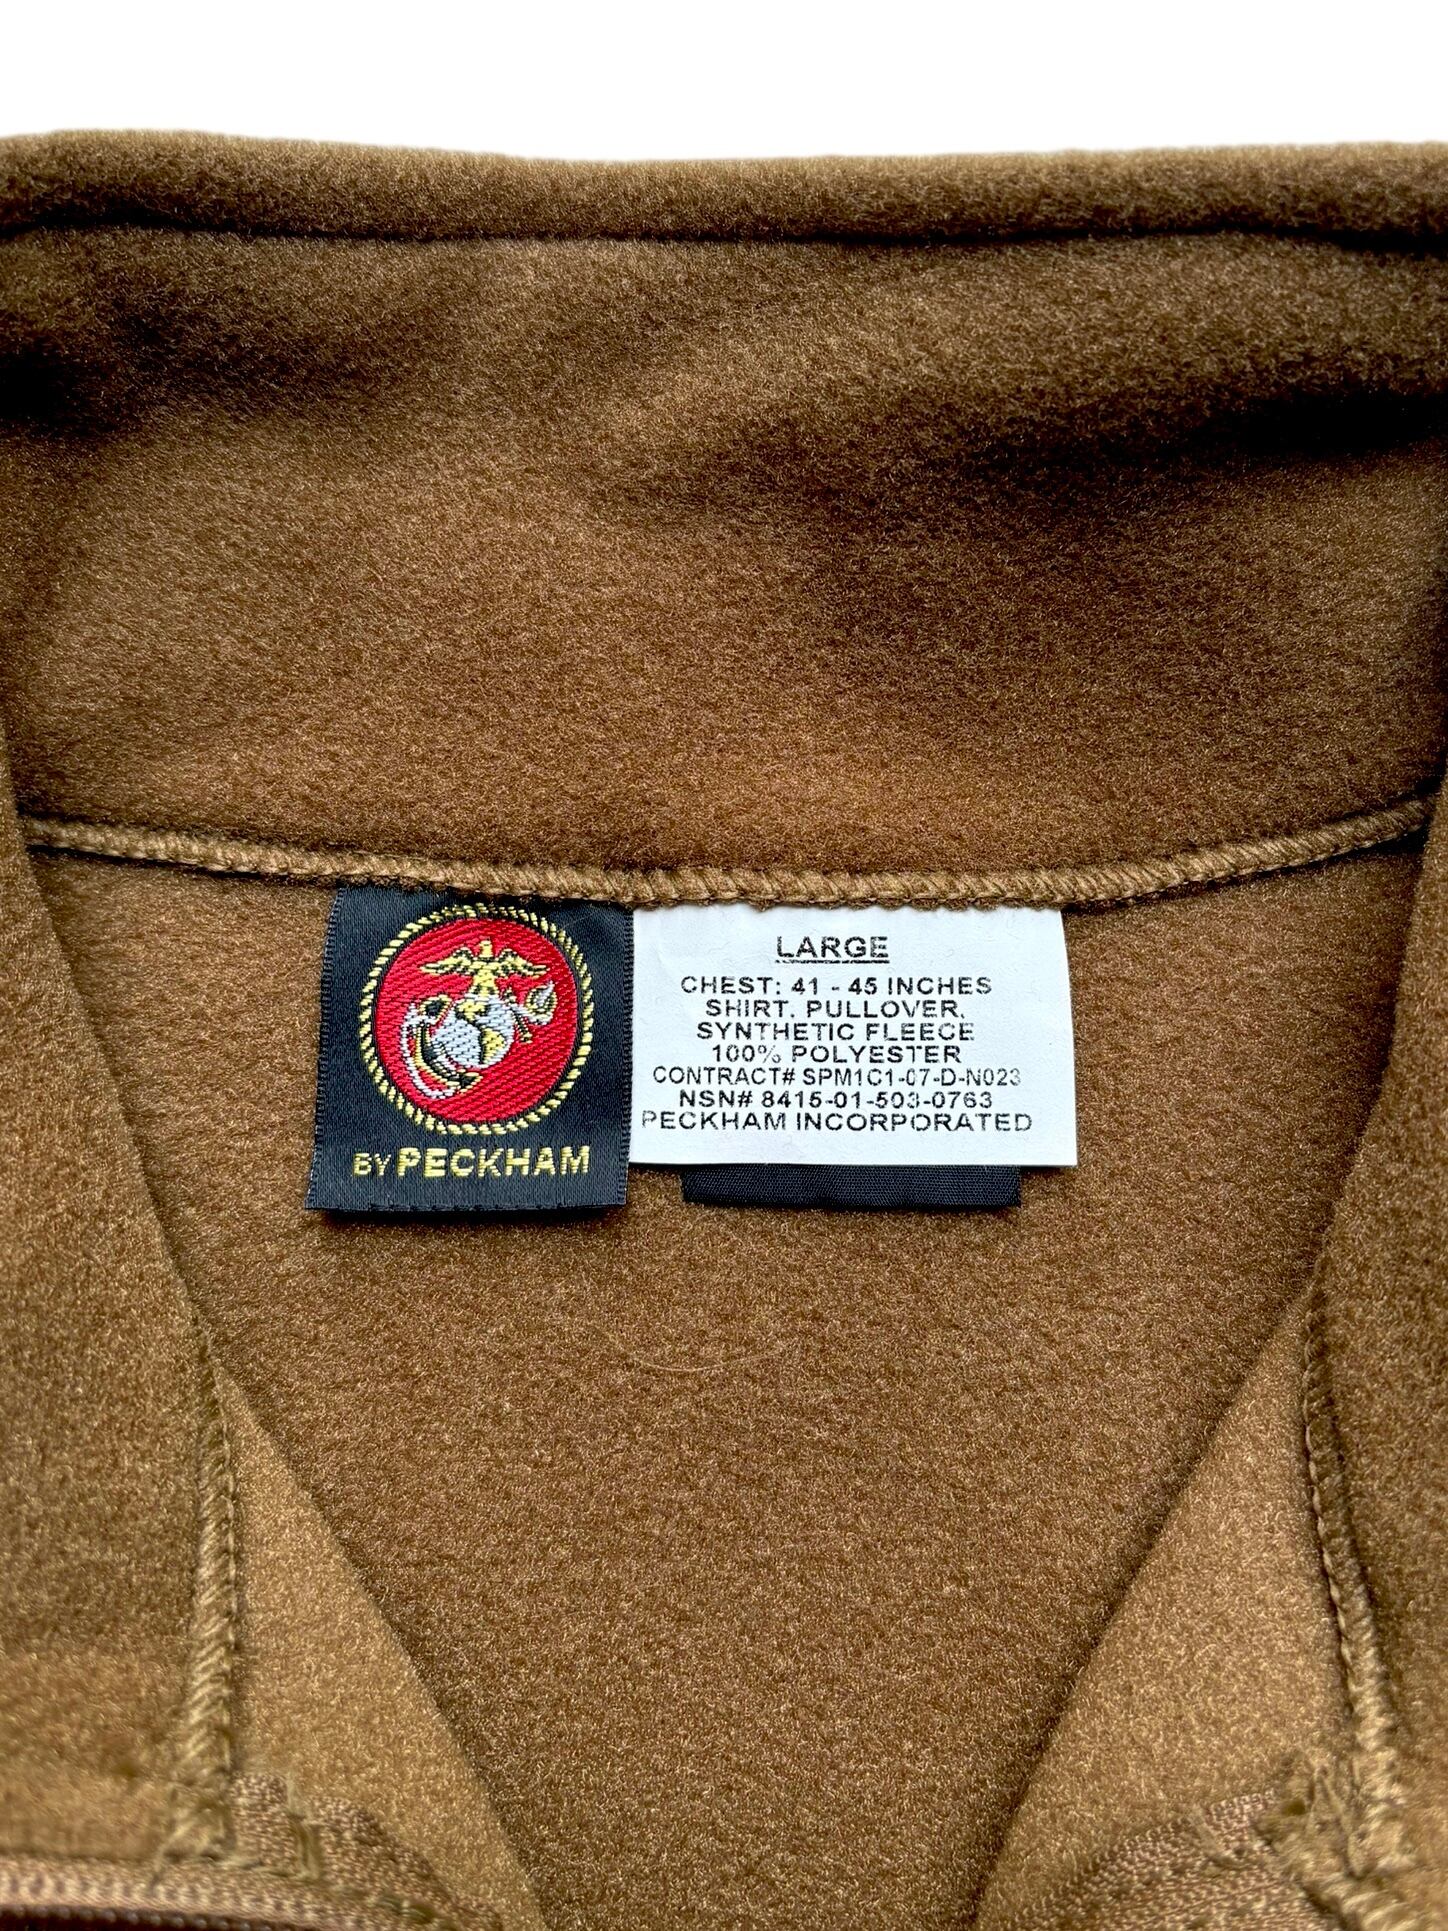 BY PECKHAM
LARGE
CHEST: 41 - 45 INCHES
SHIRT, PULLOVER,
SYNTHETIC FLEECE
100% POLYESTER
CONTRACT# SPM1C1-07-D-N023
NSN# 8415-01-503-0763
PECKHAM INCORPORATED